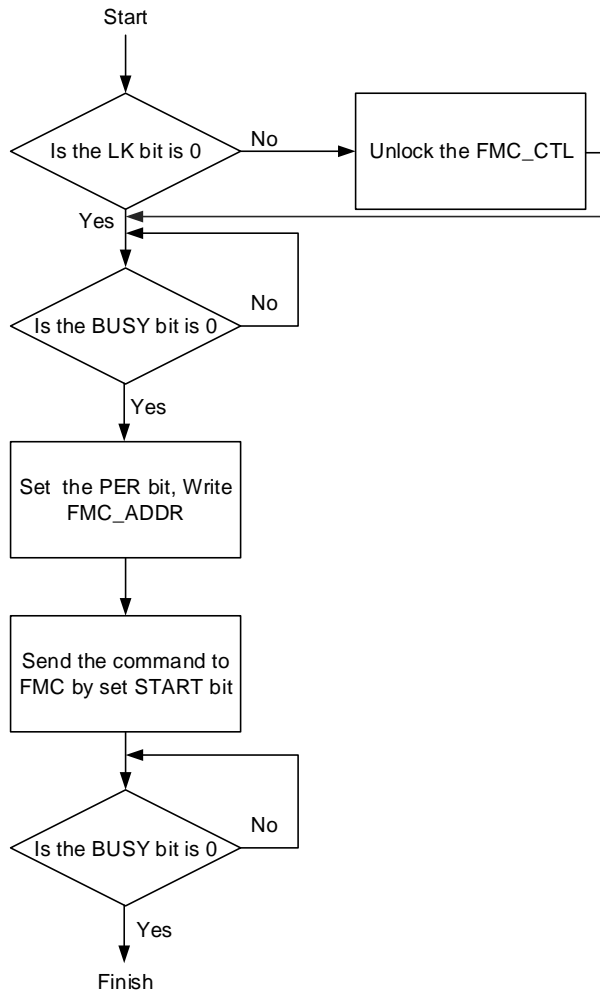 Start
Is the LK bit is 0
No
Unlock the FMC_CTL
Yes
No
Is the BUSY bit is 0
Yes
Set the PER bit, Write
FMC_ADDR
Send the command to
FMC by set START bit
No
Is the BUSY bit is 0
Yes
Finish